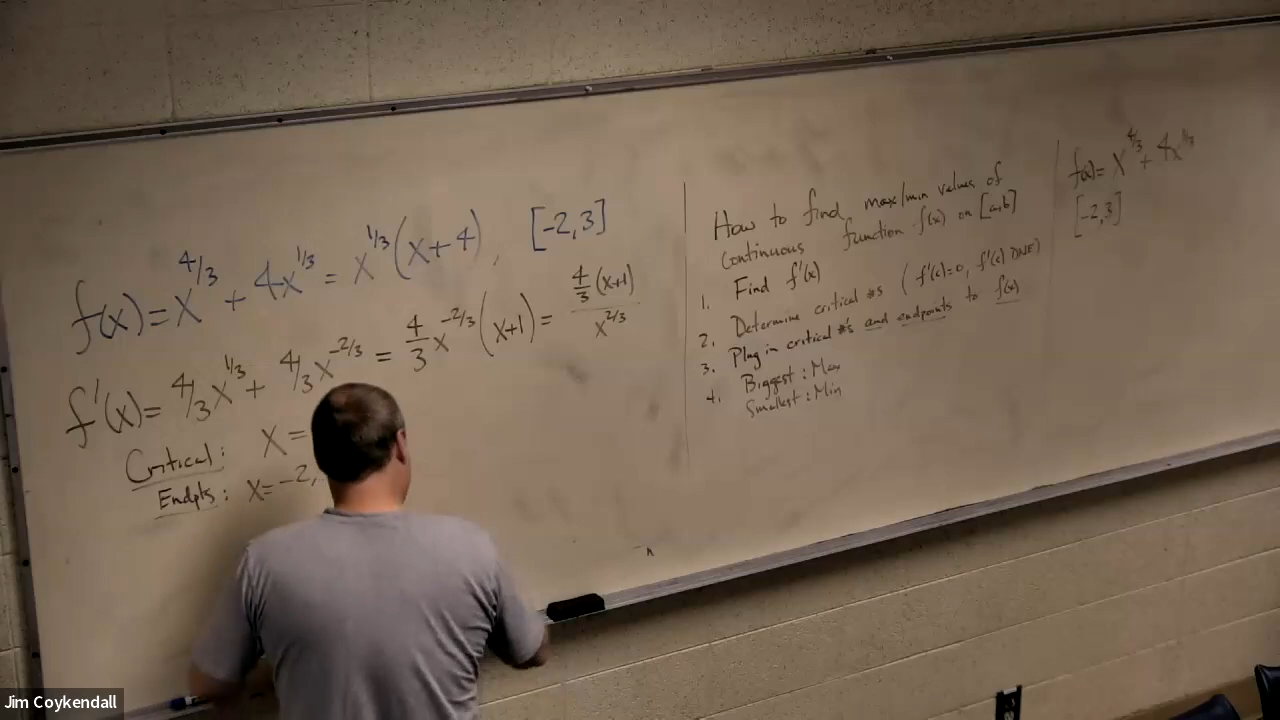 f(x) = x^{4/3} + 4x^{1/3} = x^{1/3}(x+4), [-2,3]
f'(x) = 4/3 x^{1/3} + 4/3 x^{-2/3} = 4/3 x^{-2/3}(x+1) = 4/3 (x+1) / x^{2/3}
Critical: x=
Endpts: x=-2,
How to find max/min values of
continuous function f(x) on [a,b]
1. Find f'(x)
2. Determine critical #s (f'(c)=0, f'(c) DNE)
3. Plug in critical #'s and endpoints to f(x)
4. Biggest: Max
Smallest: Min
f(x)= x^{4/3} + 4x^{1/3}
[-2,3]
Jim Coykendall